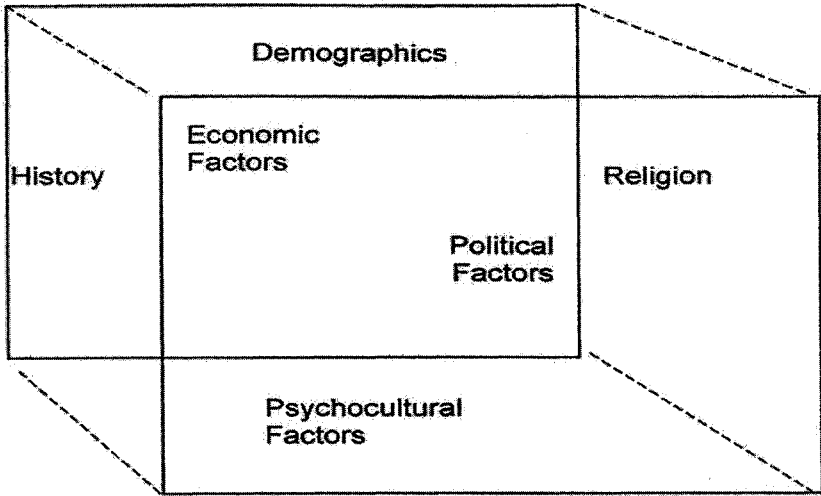 Demographics
Economic
Factors
History
Religion
Political
Factors
Psychocultural
Factors